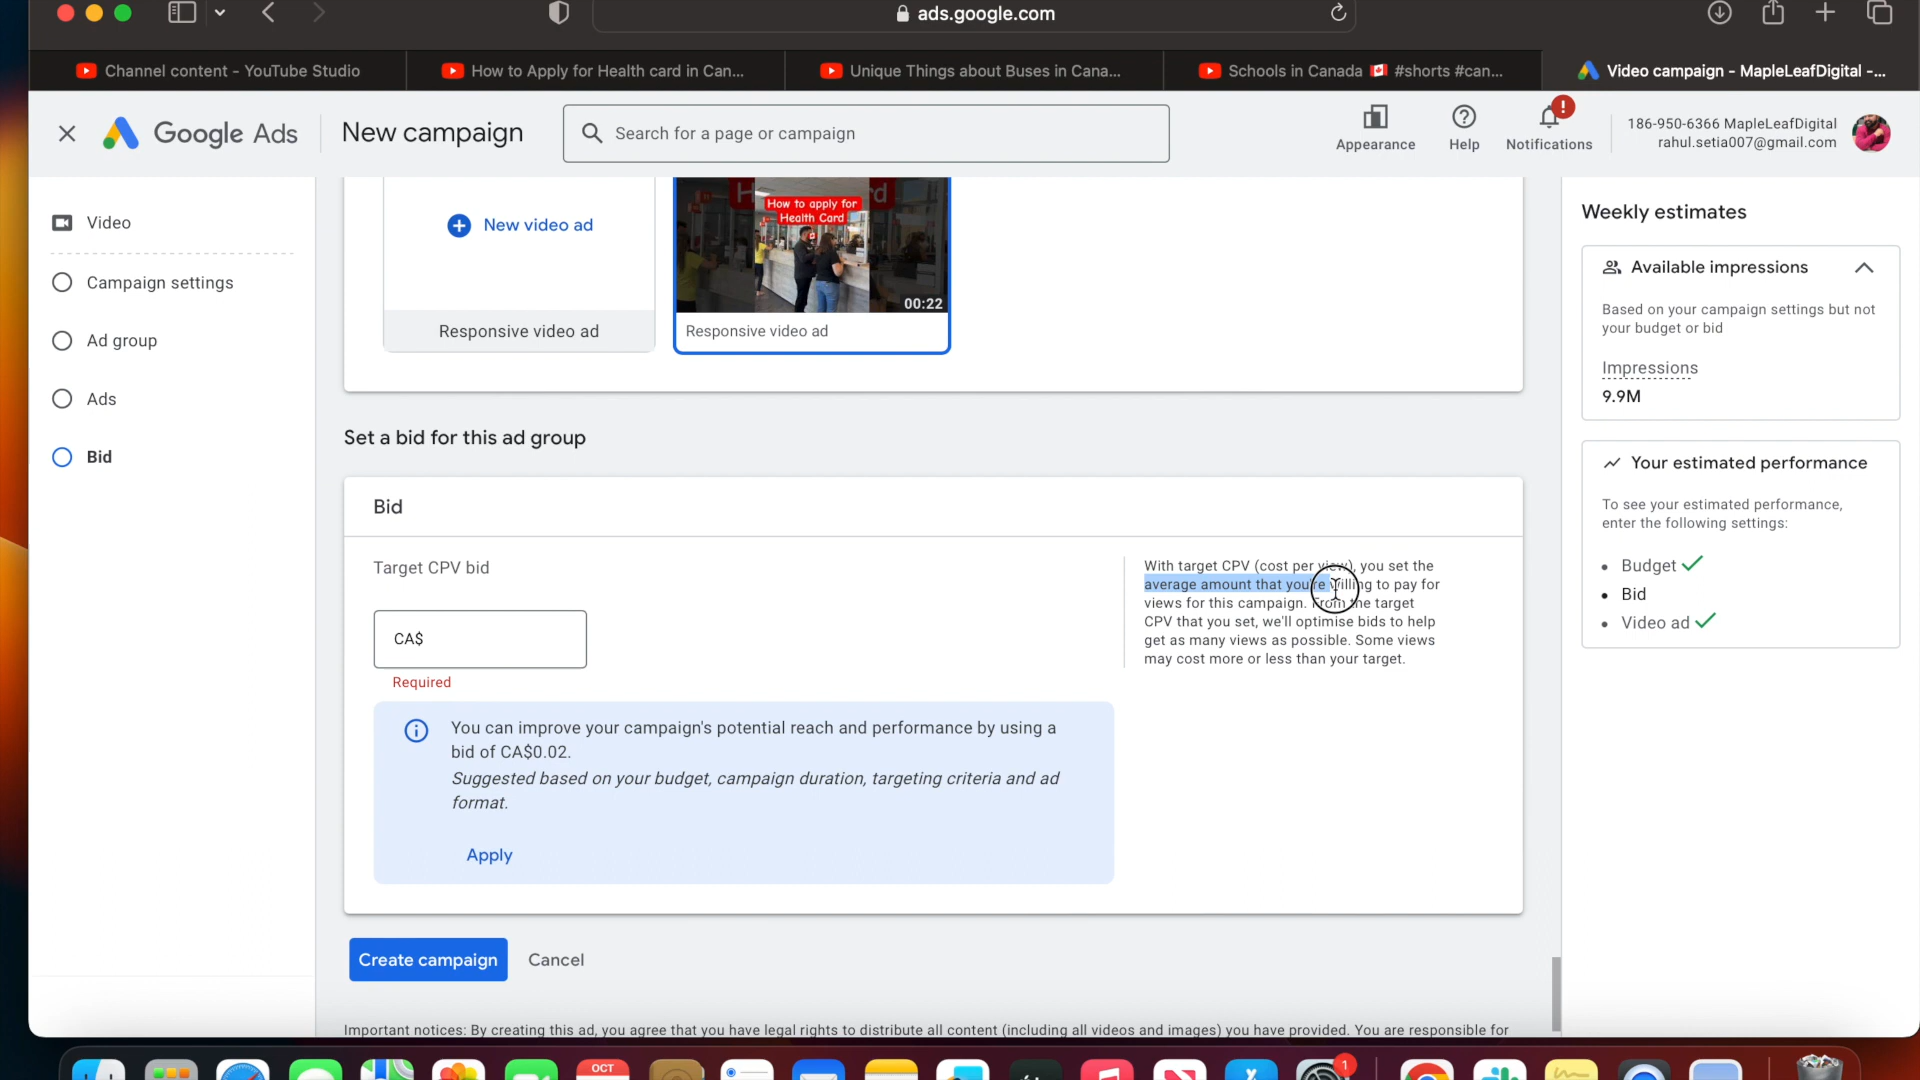 ads.google.com
Channel content - YouTube Studio
How to Apply for Health card in Can...
Unique Things about Buses in Cana...
Schools in Canada 🇨🇦 #shorts #can...
Video campaign - MapleLeafDigital -...
Google Ads
New campaign
Search for a page or campaign
Appearance
Help
!
Notifications
186-950-6366 MapleLeafDigital
rahul.setia007@gmail.com
Video
Campaign settings
Ad group
Ads
Bid
New video ad
Responsive video ad
How to apply for
Health Card
00:22
Responsive video ad
Set a bid for this ad group
Bid
Target CPV bid
CA$
Required
You can improve your campaign's potential reach and performance by using a
bid of CA$0.02.
Suggested based on your budget, campaign duration, targeting criteria and ad
format.
Apply
With target CPV (cost per view), you set the
average amount that you're willing to pay for
views for this campaign. From the target
CPV that you set, we'll optimise bids to help
get as many views as possible. Some views
may cost more or less than your target.
Create campaign
Cancel
Important notices: By creating this ad, you agree that you have legal rights to distribute all content (including all videos and images) you have provided. You are responsible for
Weekly estimates
Available impressions
Based on your campaign settings but not
your budget or bid
Impressions
9.9M
Your estimated performance
To see your estimated performance,
enter the following settings:
Budget
Bid
Video ad
OCT
1